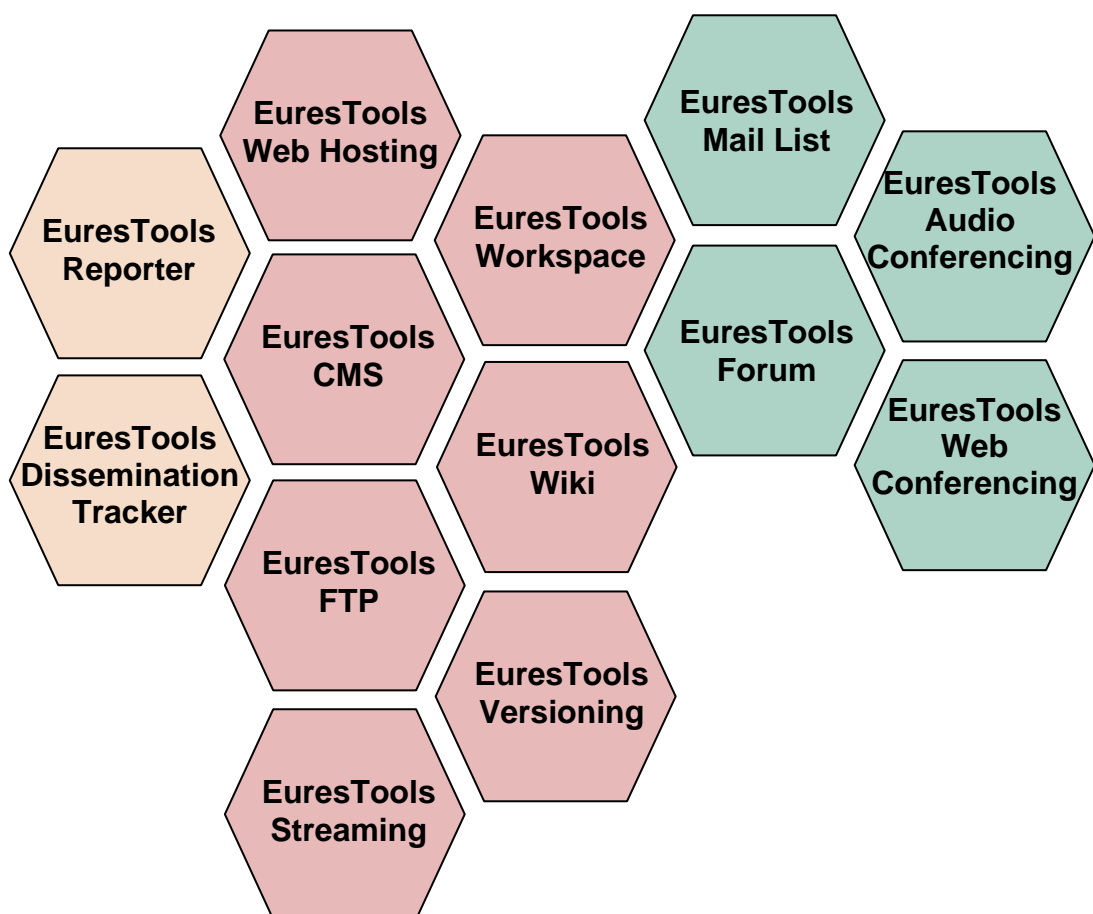 EuresTools
Web Hosting
EuresTools
Mail List
EuresTools
Reporter
EuresTools
Workspace
EuresTools
Audio
Conferencing
EuresTools
CMS
EuresTools
Forum
EuresTools
Dissemination
Tracker
EuresTools
Wiki
EuresTools
Web
Conferencing
EuresTools
FTP
EuresTools
Versioning
EuresTools
Streaming